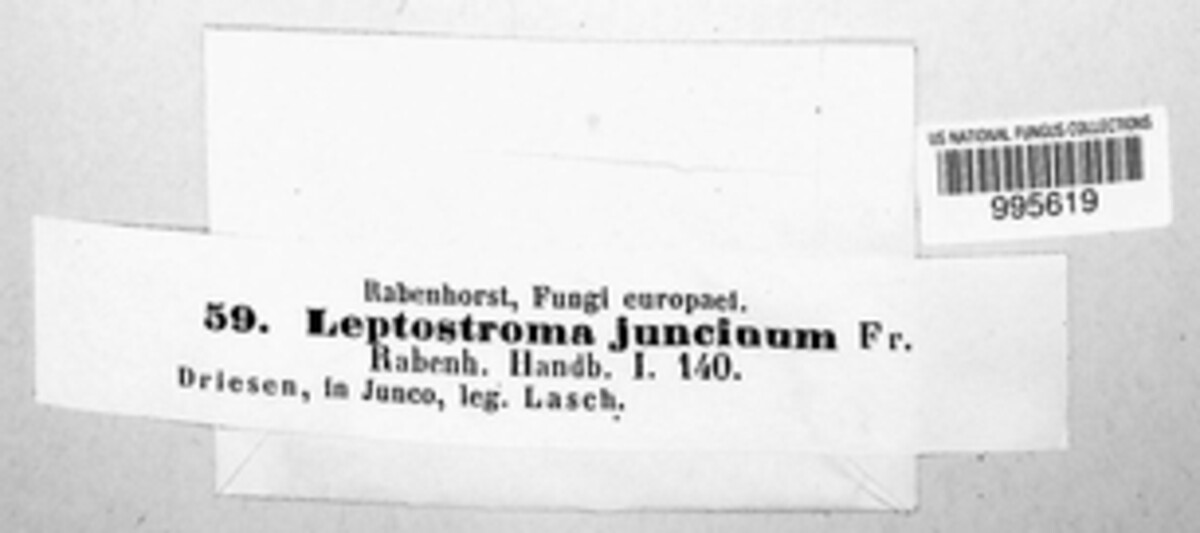 US NATIONAL FUNGUS COLLECTIONS
995619
Rabenhorst, Fungi europaei.
59. Leptostroma juncinum Fr.
Rabenh. Handb. I. 140.
Driesen, in Junco, leg. Lasch.